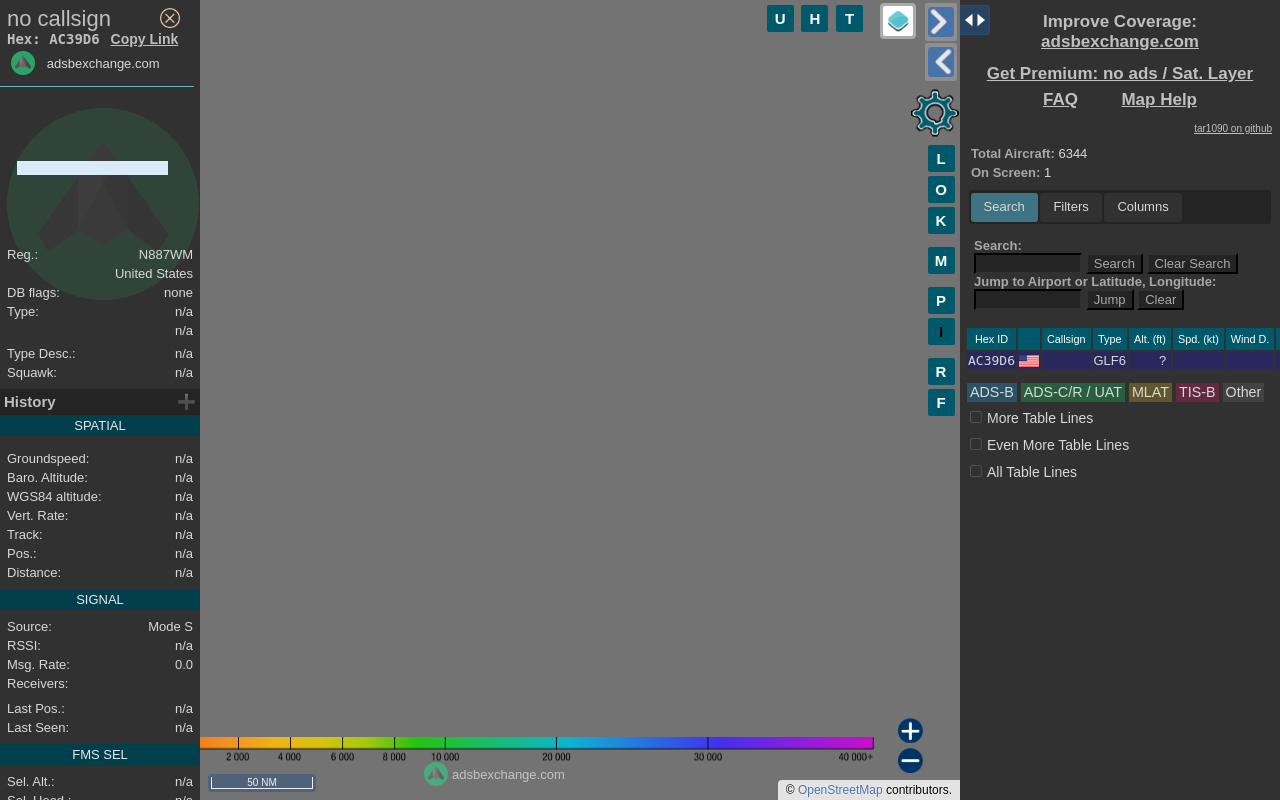 no callsign
Hex: AC39D6 Copy Link
adsbexchange.com
Reg.: N887WM
United States
DB flags: none
Type: n/a
n/a
Type Desc.: n/a
Squawk: n/a
History
SPATIAL
Groundspeed: n/a
Baro. Altitude: n/a
WGS84 altitude: n/a
Vert. Rate: n/a
Track: n/a
Pos.: n/a
Distance: n/a
SIGNAL
Source: Mode S
RSSI: n/a
Msg. Rate: 0.0
Receivers:
Last Pos.: n/a
Last Seen: n/a
FMS SEL
Sel. Alt.: n/a
Sel. Head.: n/a
U H T
L
O
K
M
P
I
R
F
2 000 4 000 6 000 8 000 10 000 20 000 30 000 40 000+
adsbexchange.com
50 NM
© OpenStreetMap contributors.
Improve Coverage:
adsbexchange.com
Get Premium: no ads / Sat. Layer
FAQ Map Help
tar1090 on github
Total Aircraft: 6344
On Screen: 1
Search Filters Columns
Search:
Search Clear Search
Jump to Airport or Latitude, Longitude:
Jump Clear
Hex ID Callsign Type Alt. (ft) Spd. (kt) Wind D.
AC39D6 GLF6 ?
ADS-B ADS-C/R / UAT MLAT TIS-B Other
More Table Lines
Even More Table Lines
All Table Lines